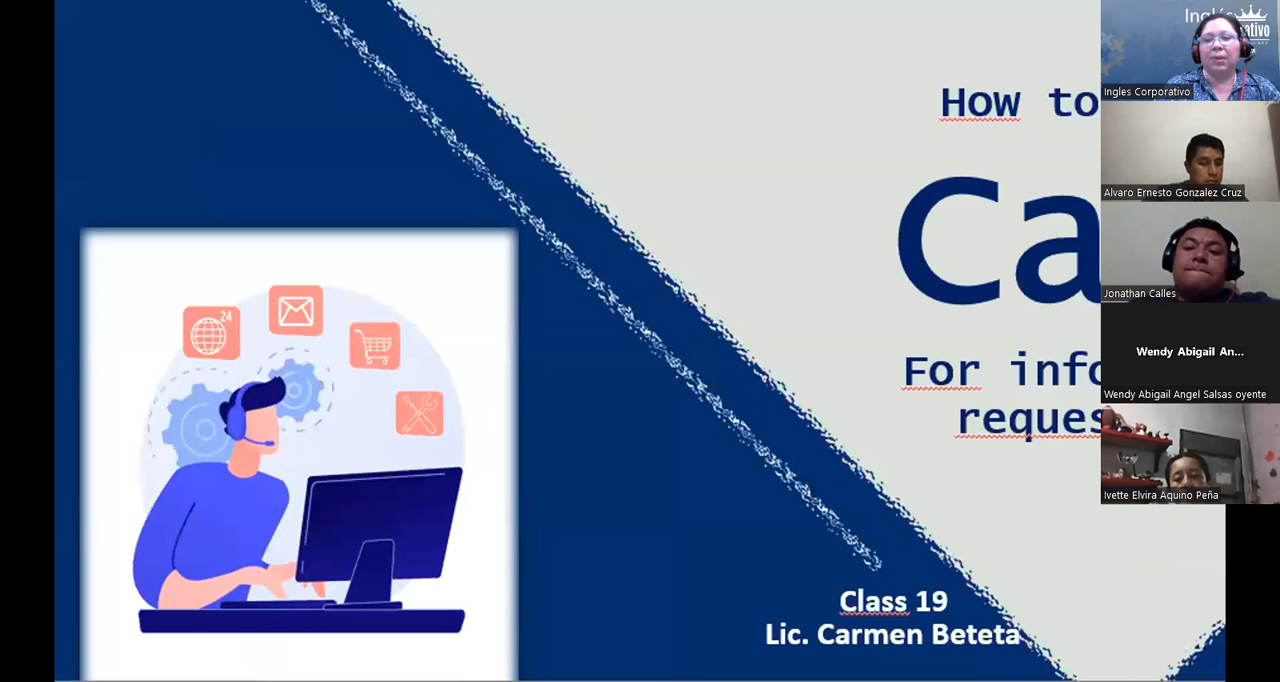 How to
Ca
For info
reques
24
Class 19
Lic. Carmen Beteta
Ingles Corporativo
Alvaro Ernesto Gonzalez Cruz
Jonathan Calles
Wendy Abigail An...
Wendy Abigail Angel Salsas oyente
Ivette Elvira Aquino Peña